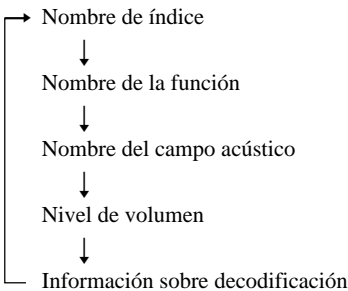 Nombre de índice
Nombre de la función
Nombre del campo acústico
Nivel de volumen
Información sobre decodificación